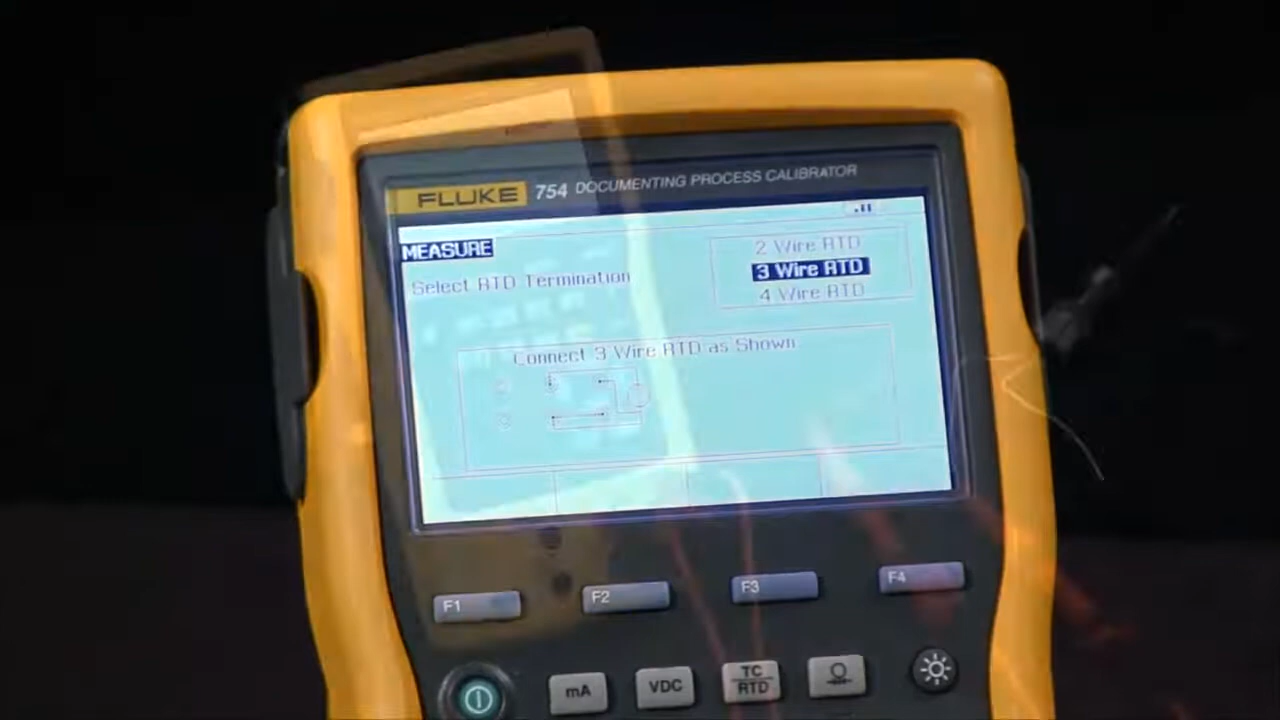 FLUKE 754 DOCUMENTING PROCESS CALIBRATOR
MEASURE
Select RTD Termination
2 Wire RTD
3 Wire RTD
4 Wire RTD
Connect 3 Wire RTD as Shown
F1 F2 F3 F4
mA VDC TC RTD